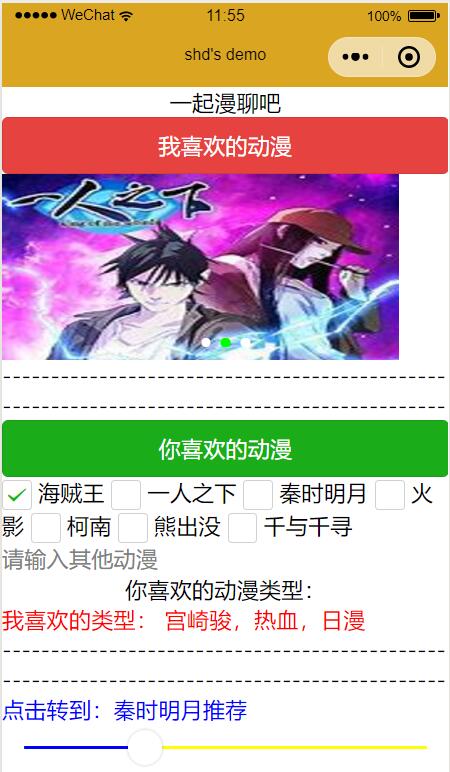 WeChat 11:55 100%
shd's demo
一起漫聊吧
我喜欢的动漫
一人之下
----------------------------------------
----------------------------------------
你喜欢的动漫
海贼王 一人之下 秦时明月 火
影 柯南 熊出没 千与千寻
请输入其他动漫
你喜欢的动漫类型：
我喜欢的类型： 宫崎骏，热血，日漫
----------------------------------------
----------------------------------------
点击转到：秦时明月推荐